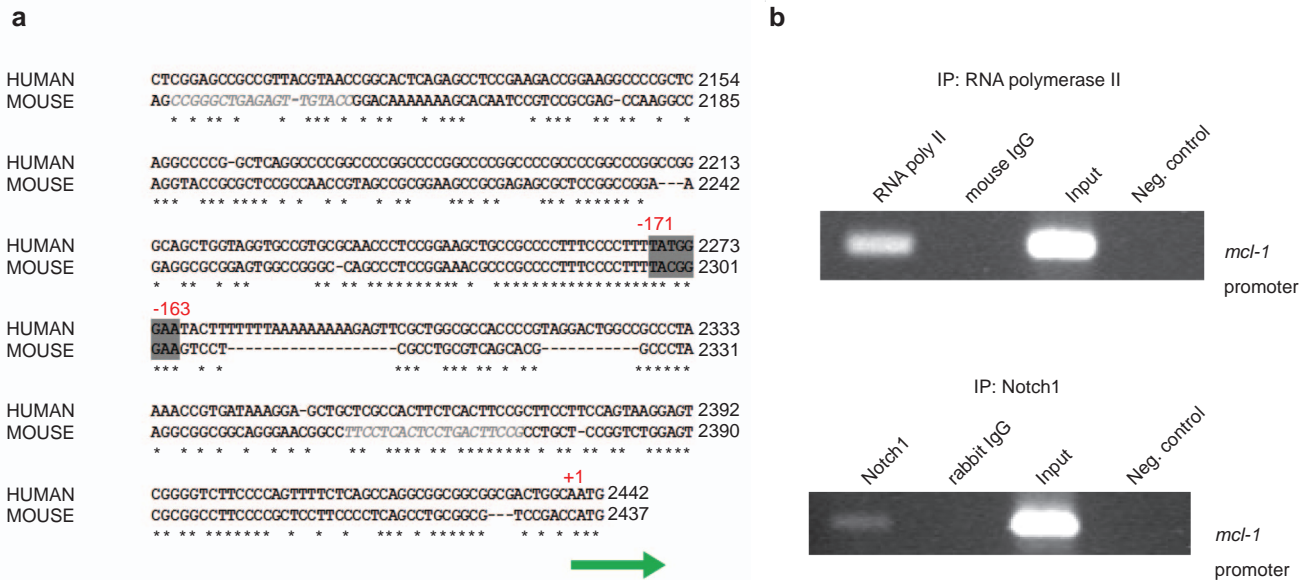 a
HUMAN CTCGGAGCCGCCGTTACGTAACCGGCACTCAGAGCCTCCGAAGACCGGAAGGCCCCGCTC 2154
MOUSE AGCCGGGCTGAGAGT-TGTACCGGACAAAAAAAGCACAATCCGTCCGCGAG-CCAAGGCC 2185
* * ** ** * *** *** * ** * *** ** *** ** * *
HUMAN AGGCCCCG-GCTCAGGCCCCGGCCCCGGCCCCGGCCCCGGCCCCGCCCCGGCCCGGCCGG 2213
MOUSE AGGTACCGCGCTCCGCCAACCGTAGCCGCGGAAGCCGCGAGAGCGCTCCGGCCGGA---A 2242
*** *** **** ** * * ** * *** ** ** * ******
-171
HUMAN GCAGCTGGTAGGTGCCGTGCGCAACCCTCCGGAAGCTGCCGCCCCTTTCCCCTTTTATGG 2273
MOUSE GAGGCGCGGAGTGGCCGGGC-CAGCCCTCCGGAAACGCCCGCCCCTTTCCCCTTTTACGG 2301
* ** * ** **** ** ** ********** * ******************* **
-163
HUMAN GAATACTTTTTTTAAAAAAAAAGAGTTCGCTGGCGCCACCCCGTAGGACTGGCCGCCCTA 2333
MOUSE GAAGTCCT------------------CGCCTGCGTCAGCACG-----------GCCCTA 2331
*** * * *** *** ** ** * ******
HUMAN AAACCGTGATAAAGGA-GCTGCTCGCCACTTCTCACTTCCGCTTCCTTCCAGTAAGGAGT 2392
MOUSE AGGCGGCGGCAGGGAACGGCCTTCCTCACTCCTGACTTCCGCCTGCT-CCGGTCTGGAGT 2390
* * * * * * * ** **** ** ******** * ** ** ** *****
+1
HUMAN CGGGGTCTTCCCCAGTTTTCTCAGCCAGGCGGCGGCGGCGACTGGCAATG 2442
MOUSE CGCGGCCTTCCCCGCTCCTTCCCCTCAGCCTGCGGCG---TCCGACCATG 2437
** ** ******* * * * *** * ****** * * * ***
b
IP: RNA polymerase II
RNA poly II mouse IgG Input Neg. control
mcl-1
promoter
IP: Notch1
Notch1 rabbit IgG Input Neg. control
mcl-1
promoter